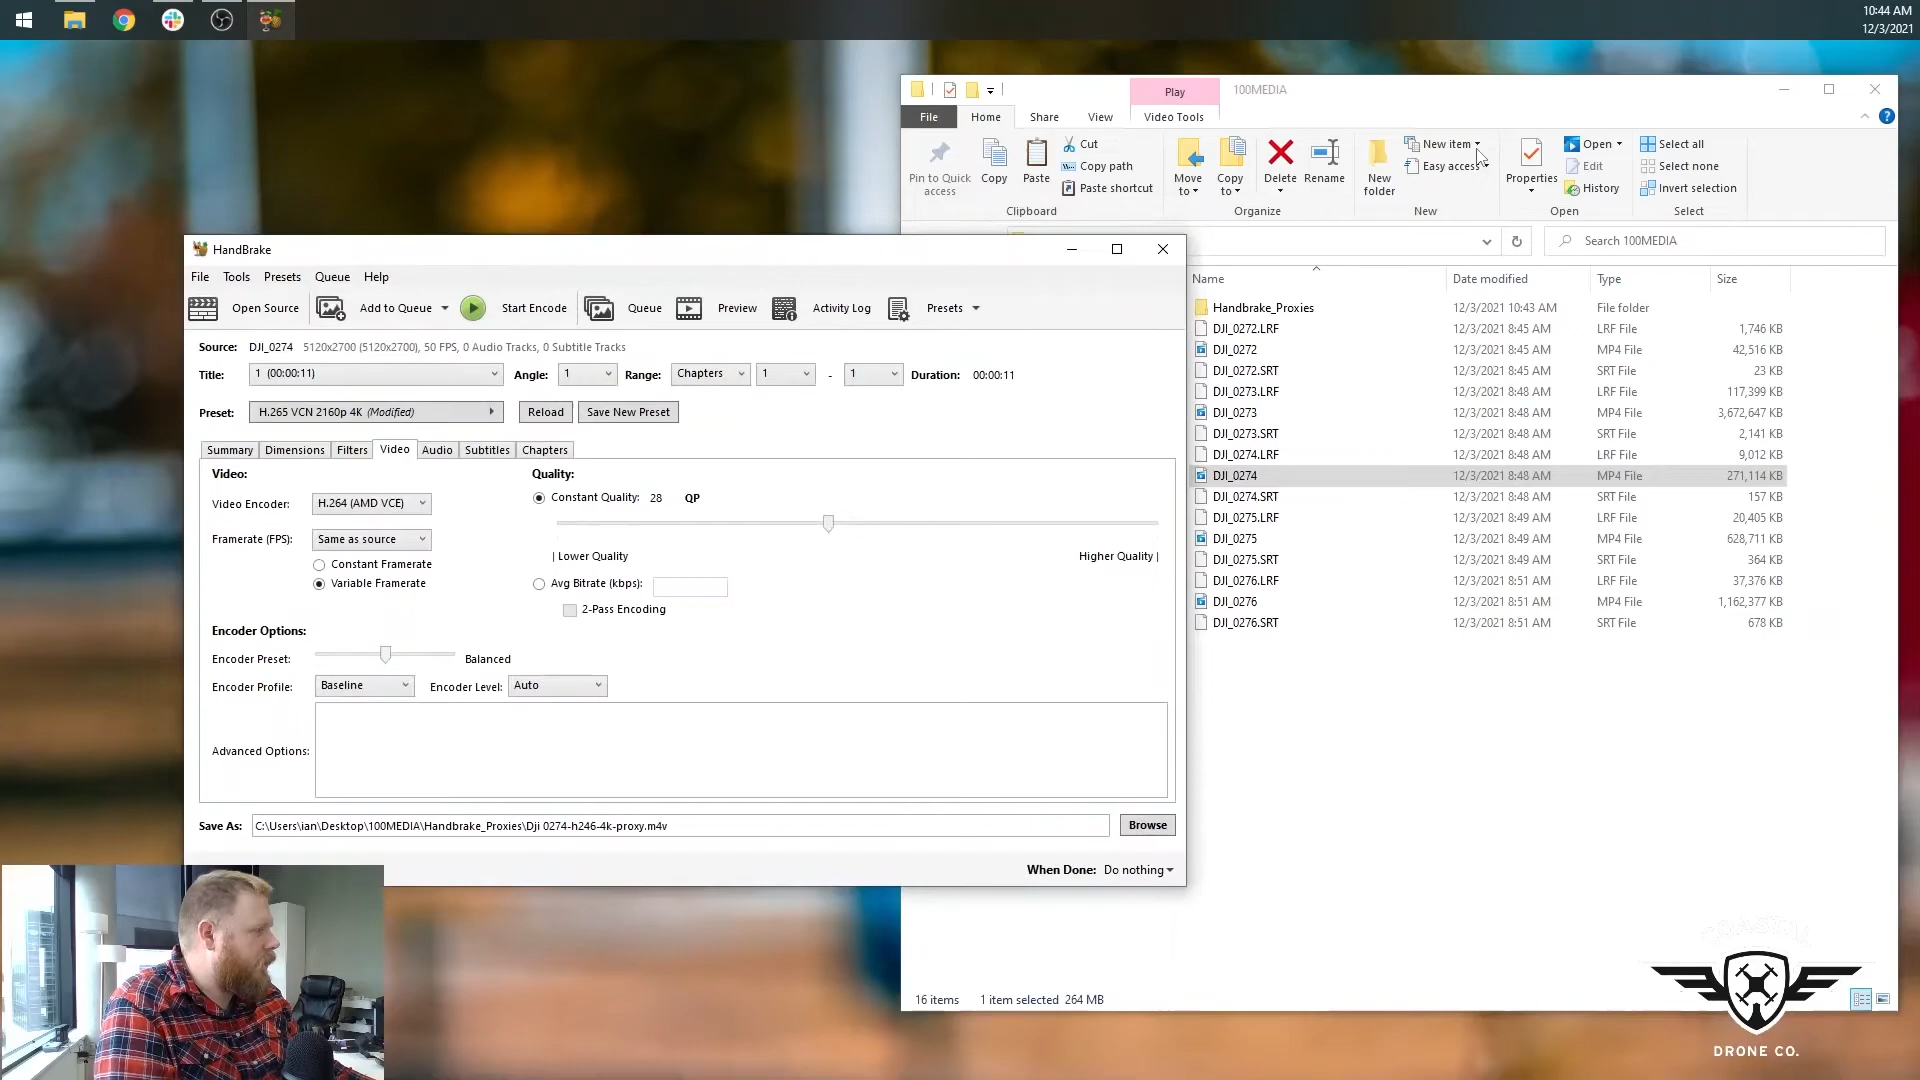 10:44 AM
12/3/2021
Play
100MEDIA
File
Home
Share
View
Video Tools
Pin to Quick
access
Copy
Paste
Cut
Copy path
Paste shortcut
Clipboard
Move
to
Copy
to
Delete
Rename
Organize
New
folder
New item
Easy access
New
Properties
Open
Edit
History
Open
Select all
Select none
Invert selection
Select
Search 100MEDIA
Name
Date modified
Type
Size
Handbrake_Proxies 12/3/2021 10:43 AM File folder
DJI_0272.LRF 12/3/2021 8:45 AM LRF File 1,746 KB
DJI_0272 12/3/2021 8:45 AM MP4 File 42,516 KB
DJI_0272.SRT 12/3/2021 8:45 AM SRT File 23 KB
DJI_0273.LRF 12/3/2021 8:48 AM LRF File 117,399 KB
DJI_0273 12/3/2021 8:48 AM MP4 File 3,672,647 KB
DJI_0273.SRT 12/3/2021 8:48 AM SRT File 2,141 KB
DJI_0274.LRF 12/3/2021 8:48 AM LRF File 9,012 KB
DJI_0274 12/3/2021 8:48 AM MP4 File 271,114 KB
DJI_0274.SRT 12/3/2021 8:48 AM SRT File 157 KB
DJI_0275.LRF 12/3/2021 8:49 AM LRF File 20,405 KB
DJI_0275 12/3/2021 8:49 AM MP4 File 628,711 KB
DJI_0275.SRT 12/3/2021 8:49 AM SRT File 364 KB
DJI_0276.LRF 12/3/2021 8:51 AM LRF File 37,376 KB
DJI_0276 12/3/2021 8:51 AM MP4 File 1,162,377 KB
DJI_0276.SRT 12/3/2021 8:51 AM SRT File 678 KB
16 items 1 item selected 264 MB
HandBrake
File Tools Presets Queue Help
Open Source Add to Queue Start Encode Queue Preview Activity Log Presets
Source: DJI_0274 5120x2700 (5120x2700), 50 FPS, 0 Audio Tracks, 0 Subtitle Tracks
Title: 1 (00:00:11) Angle: 1 Range: Chapters 1 - 1 Duration: 00:00:11
Preset: H.265 VCN 2160p 4K (Modified) Reload Save New Preset
Summary Dimensions Filters Video Audio Subtitles Chapters
Video:
Video Encoder: H.264 (AMD VCE)
Framerate (FPS): Same as source
Constant Framerate
Variable Framerate
Quality:
Constant Quality: 28 QP
| Lower Quality Higher Quality |
Avg Bitrate (kbps):
2-Pass Encoding
Encoder Options:
Encoder Preset: Balanced
Encoder Profile: Baseline Encoder Level: Auto
Advanced Options:
Save As: C:\Users\ian\Desktop\100MEDIA\Handbrake_Proxies\Dji 0274-h246-4k-proxy.m4v Browse
When Done: Do nothing
DRONE CO.